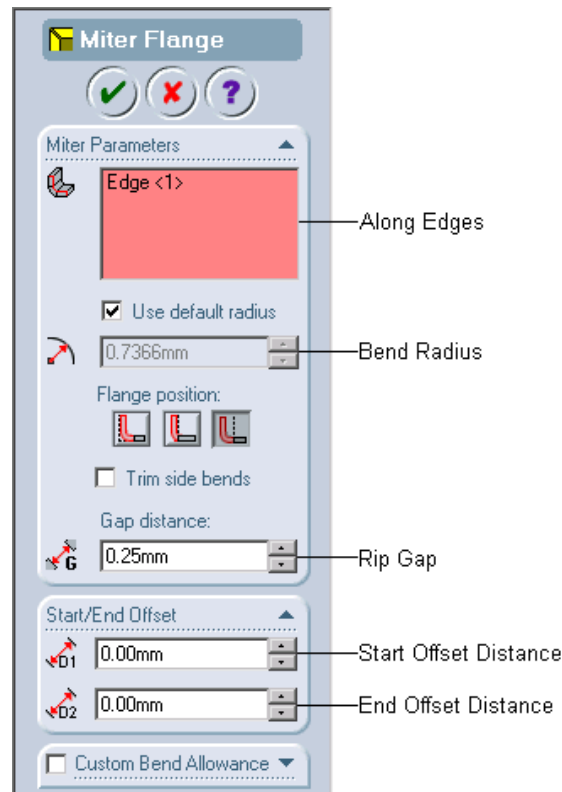 Miter Flange
?
Miter Parameters
Edge <1>
Along Edges
Use default radius
0.7366mm
Bend Radius
Flange position:
Trim side bends
Gap distance:
G
0.25mm
Rip Gap
Start/End Offset
D1
0.00mm
Start Offset Distance
D2
0.00mm
End Offset Distance
Custom Bend Allowance